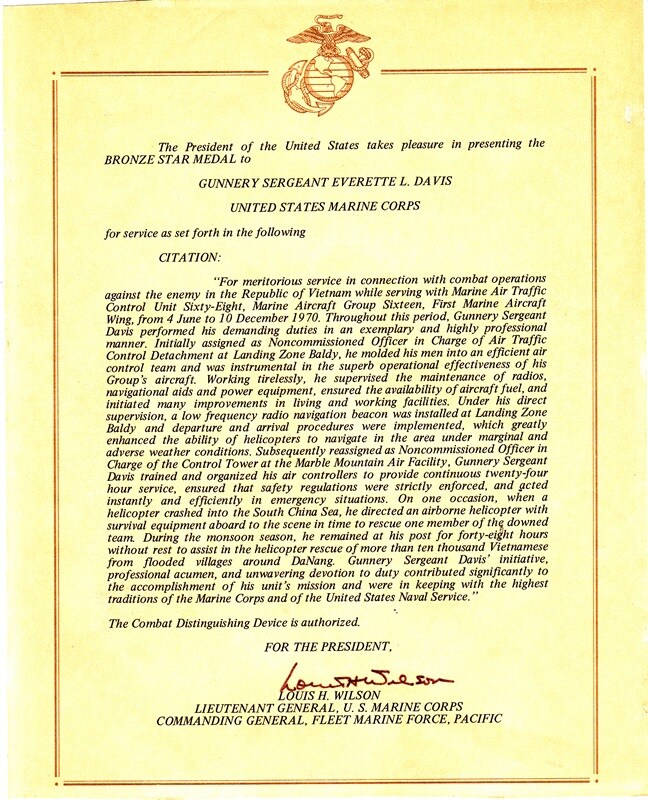 The President of the United States takes pleasure in presenting the
BRONZE STAR MEDAL to
GUNNERY SERGEANT EVERETTE L. DAVIS
UNITED STATES MARINE CORPS
for service as set forth in the following
CITATION:
"For meritorious service in connection with combat operations
against the enemy in the Republic of Vietnam while serving with Marine Air Traffic
Control Unit Sixty-Eight, Marine Aircraft Group Sixteen, First Marine Aircraft
Wing, from 4 June to 10 December 1970. Throughout this period, Gunnery Sergeant
Davis performed his demanding duties in an exemplary and highly professional
manner. Initially assigned as Noncommissioned Officer in Charge of Air Traffic
Control Detachment at Landing Zone Baldy, he molded his men into an efficient air
control team and was instrumental in the superb operational effectiveness of his
Group's aircraft. Working tirelessly, he supervised the maintenance of radios,
navigational aids and power equipment, ensured the availability of aircraft fuel, and
initiated many improvements in living and working facilities. Under his direct
supervision, a low frequency radio navigation beacon was installed at Landing Zone
Baldy and departure and arrival procedures were implemented, which greatly
enhanced the ability of helicopters to navigate in the area under marginal and
adverse weather conditions. Subsequently reassigned as Noncommissioned Officer in
Charge of the Control Tower at the Marble Mountain Air Facility, Gunnery Sergeant
Davis trained and organized his air controllers to provide continuous twenty-four
hour service, ensured that safety regulations were strictly enforced, and acted
instantly and efficiently in emergency situations. On one occasion, when a
helicopter crashed into the South China Sea, he directed an airborne helicopter with
survival equipment aboard to the scene in time to rescue one member of the downed
team. During the monsoon season, he remained at his post for forty-eight hours
without rest to assist in the helicopter rescue of more than ten thousand Vietnamese
from flooded villages around DaNang. Gunnery Sergeant Davis' initiative,
professional acumen, and unwavering devotion to duty contributed significantly to
the accomplishment of his unit's mission and were in keeping with the highest
traditions of the Marine Corps and of the United States Naval Service."
The Combat Distinguishing Device is authorized.
FOR THE PRESIDENT,
Louis H Wilson
LOUIS H. WILSON
LIEUTENANT GENERAL, U. S. MARINE CORPS
COMMANDING GENERAL, FLEET MARINE FORCE, PACIFIC